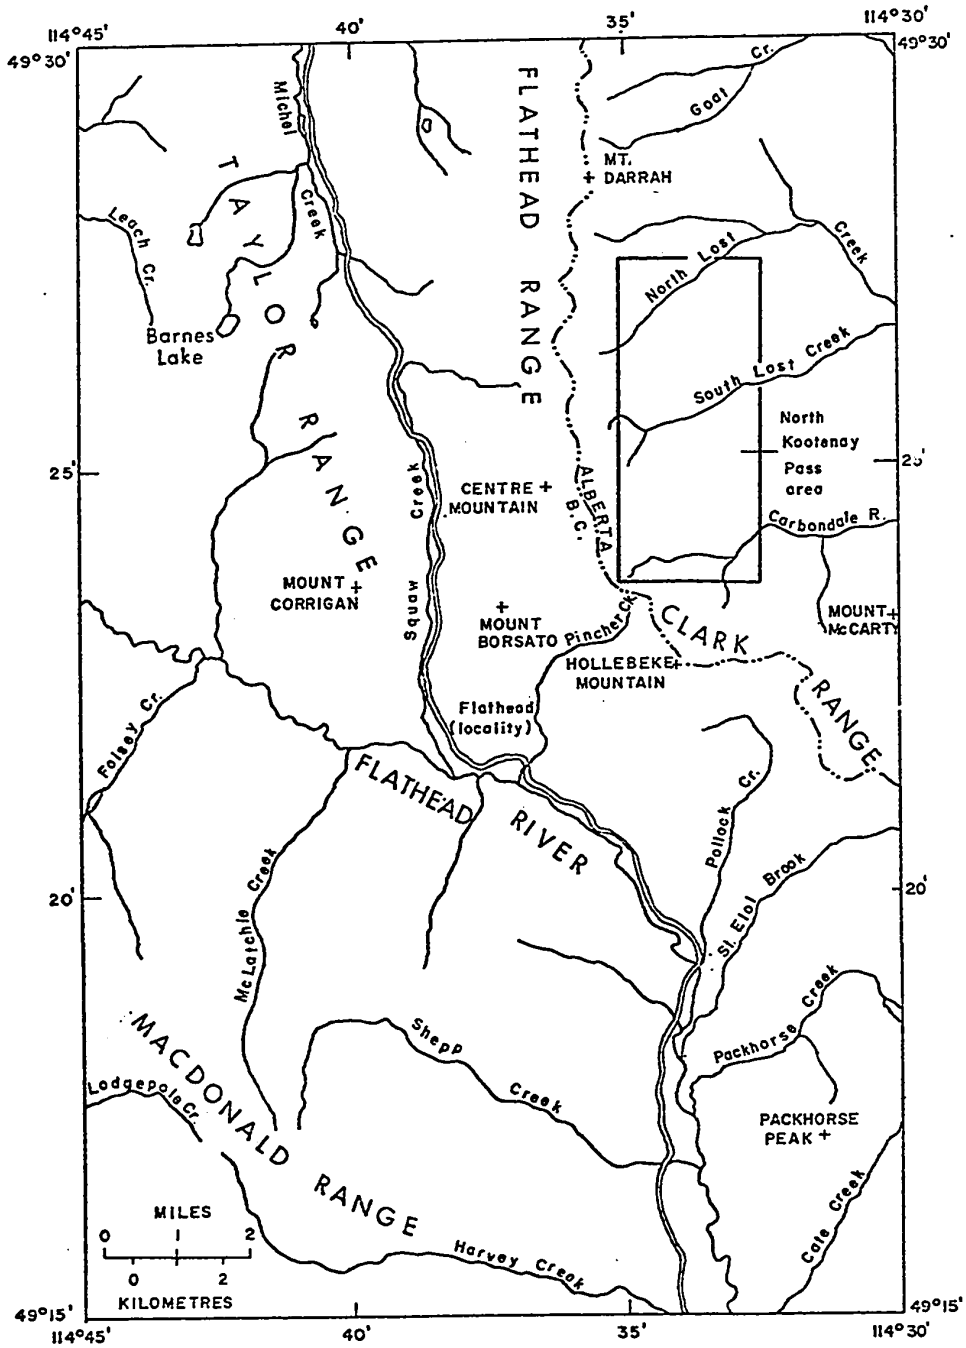 114°45'
40'
35'
114°30'
49°30'
49°30'
Michel
Creek
FLATHEAD RANGE
Cr.
Goat
MT.
DARRAH
TAYLOR RANGE
Leach
Cr.
North Lost
Creek
Barnes
Lake
South Lost Creek
North
Kootenay
Pass
area
25'
25'
CENTRE
MOUNTAIN
ALBERTA
B.C.
Squaw Creek
Carbondale R.
MOUNT
CORRIGAN
MOUNT
BORSATO
Pincher Ck.
CLARK RANGE
MOUNT
McCARTY
HOLLEBEKE
MOUNTAIN
Flathead
(locality)
Folsey Cr.
FLATHEAD RIVER
Pollock Cr.
20'
20'
McLatchie Creek
St. Eloi Brook
Packhorse Creek
MACDONALD RANGE
Shepp Creek
Lodgepole Cr.
PACKHORSE
PEAK
Cate Creek
MILES
0 1 2
0 2
KILOMETRES
Harvey Creek
49°15'
49°15'
114°45'
40'
35'
114°30'